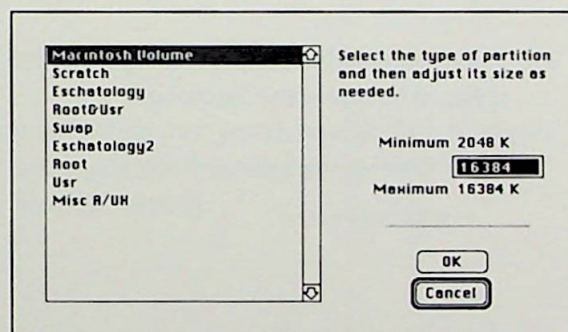 Macintosh Volume
Scratch
Eschatology
Root&Usr
Swap
Eschatology2
Root
Usr
Misc A/UX
Select the type of partition
and then adjust its size as
needed.
Minimum 2048 K
16384
Maximum 16384 K
OK
Cancel